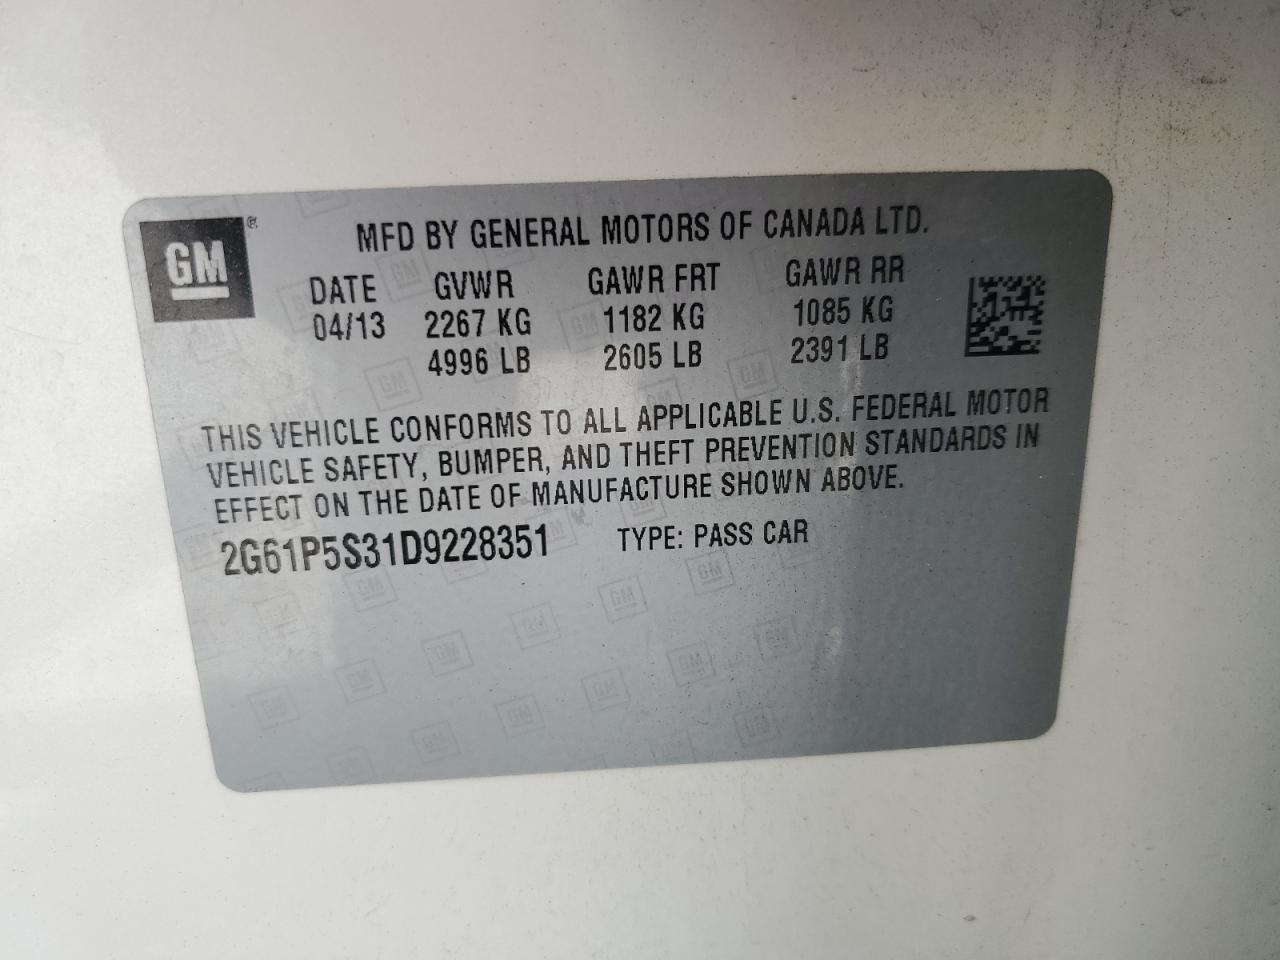 GM®
MFD BY GENERAL MOTORS OF CANADA LTD.
DATE GVWR GAWR FRT GAWR RR
04/13 2267 KG 1182 KG 1085 KG
4996 LB 2605 LB 2391 LB
THIS VEHICLE CONFORMS TO ALL APPLICABLE U.S. FEDERAL MOTOR
VEHICLE SAFETY, BUMPER, AND THEFT PREVENTION STANDARDS IN
EFFECT ON THE DATE OF MANUFACTURE SHOWN ABOVE.
2G61P5S31D9228351 TYPE: PASS CAR